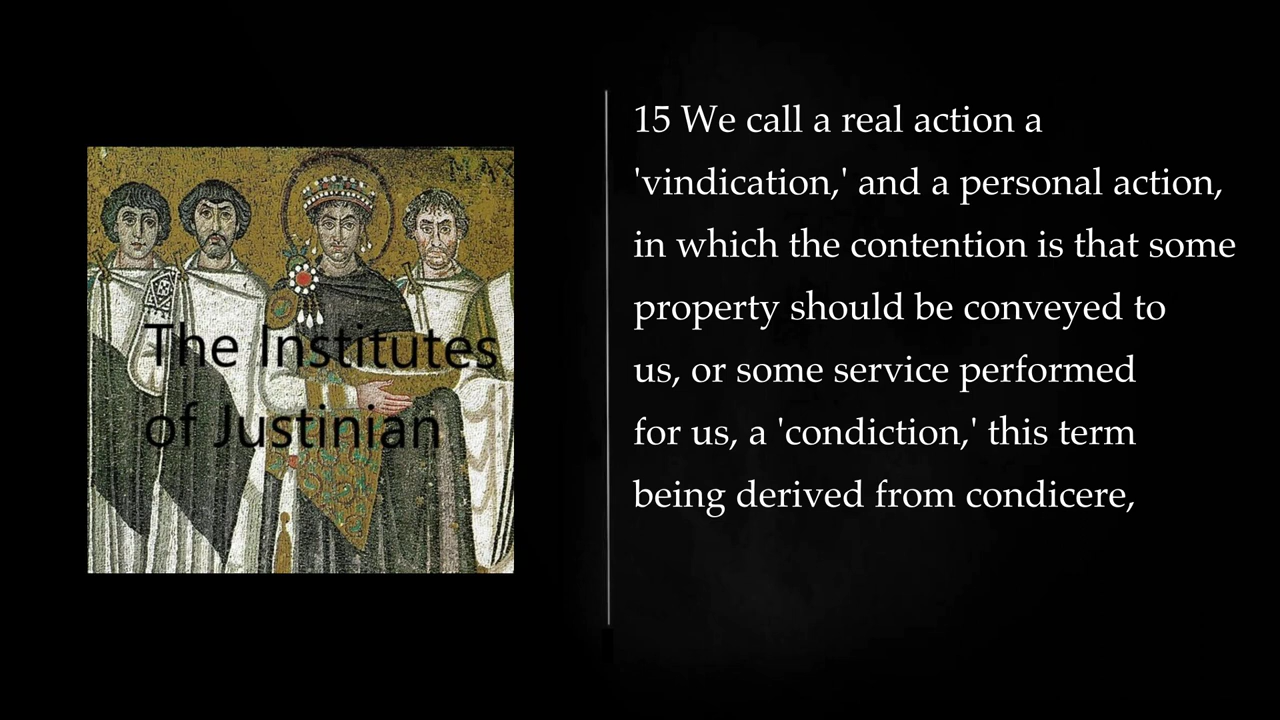 MAX
The Institutes
of Justinian
15 We call a real action a
'vindication,' and a personal action,
in which the contention is that some
property should be conveyed to
us, or some service performed
for us, a 'condiction,' this term
being derived from condicere,